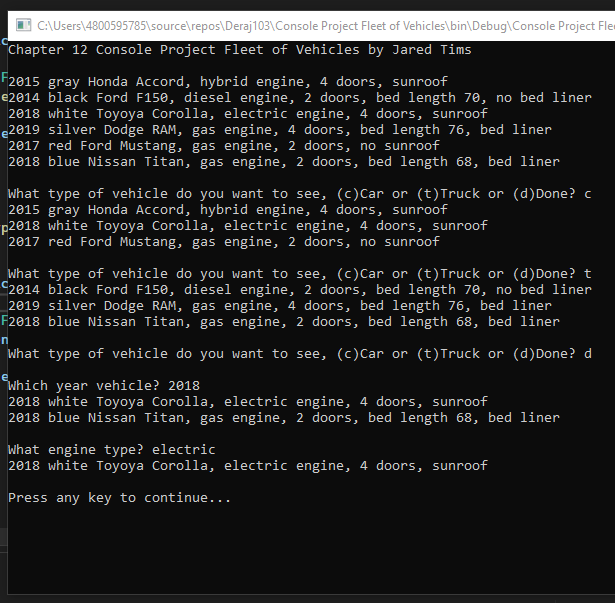 C:\Users\4800595785\source\repos\Deraj103\Console Project Fleet of Vehicles\bin\Debug\Console Project Flee
Chapter 12 Console Project Fleet of Vehicles by Jared Tims
2015 gray Honda Accord, hybrid engine, 4 doors, sunroof
2014 black Ford F150, diesel engine, 2 doors, bed length 70, no bed liner
2018 white Toyoya Corolla, electric engine, 4 doors, sunroof
2019 silver Dodge RAM, gas engine, 4 doors, bed length 76, bed liner
2017 red Ford Mustang, gas engine, 2 doors, no sunroof
2018 blue Nissan Titan, gas engine, 2 doors, bed length 68, bed liner
What type of vehicle do you want to see, (c)Car or (t)Truck or (d)Done? c
2015 gray Honda Accord, hybrid engine, 4 doors, sunroof
2018 white Toyoya Corolla, electric engine, 4 doors, sunroof
2017 red Ford Mustang, gas engine, 2 doors, no sunroof
What type of vehicle do you want to see, (c)Car or (t)Truck or (d)Done? t
2014 black Ford F150, diesel engine, 2 doors, bed length 70, no bed liner
2019 silver Dodge RAM, gas engine, 4 doors, bed length 76, bed liner
2018 blue Nissan Titan, gas engine, 2 doors, bed length 68, bed liner
What type of vehicle do you want to see, (c)Car or (t)Truck or (d)Done? d
Which year vehicle? 2018
2018 white Toyoya Corolla, electric engine, 4 doors, sunroof
2018 blue Nissan Titan, gas engine, 2 doors, bed length 68, bed liner
What engine type? electric
2018 white Toyoya Corolla, electric engine, 4 doors, sunroof
Press any key to continue...